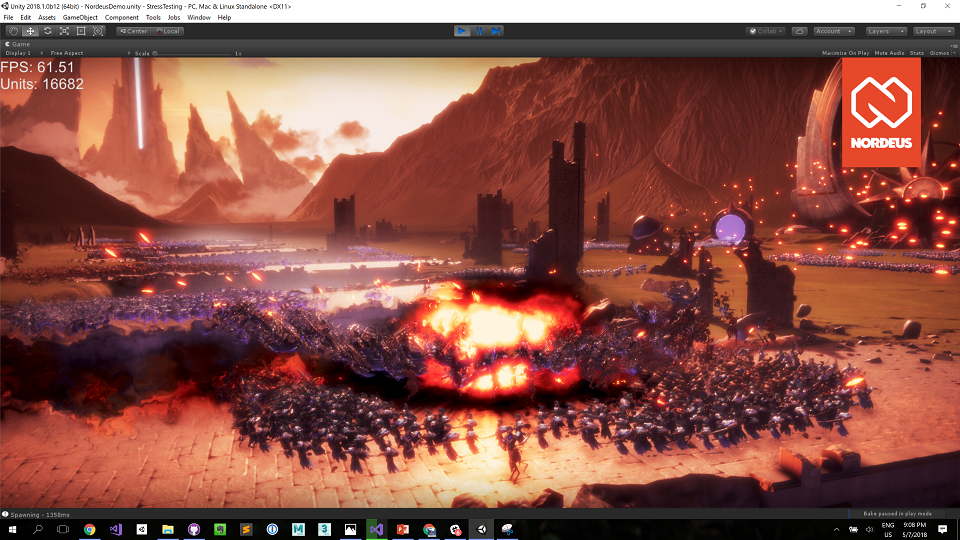 Unity 2018.1.0b12 (64bit) - NordeusDemo.unity - StressTesting - PC, Mac & Linux Standalone <DX11>
File Edit Assets GameObject Component Tools Jobs Window Help
Center Local Collab Account Layers Layout
Game
Display 1 Free Aspect Scale 1x Maximise On Play Mute Audio Stats Gizmos
FPS: 61.51
Units: 16682
NORDEUS
Spawning - 1358ms Bake paused in play mode
ENG 9:08 PM
US 5/7/2018